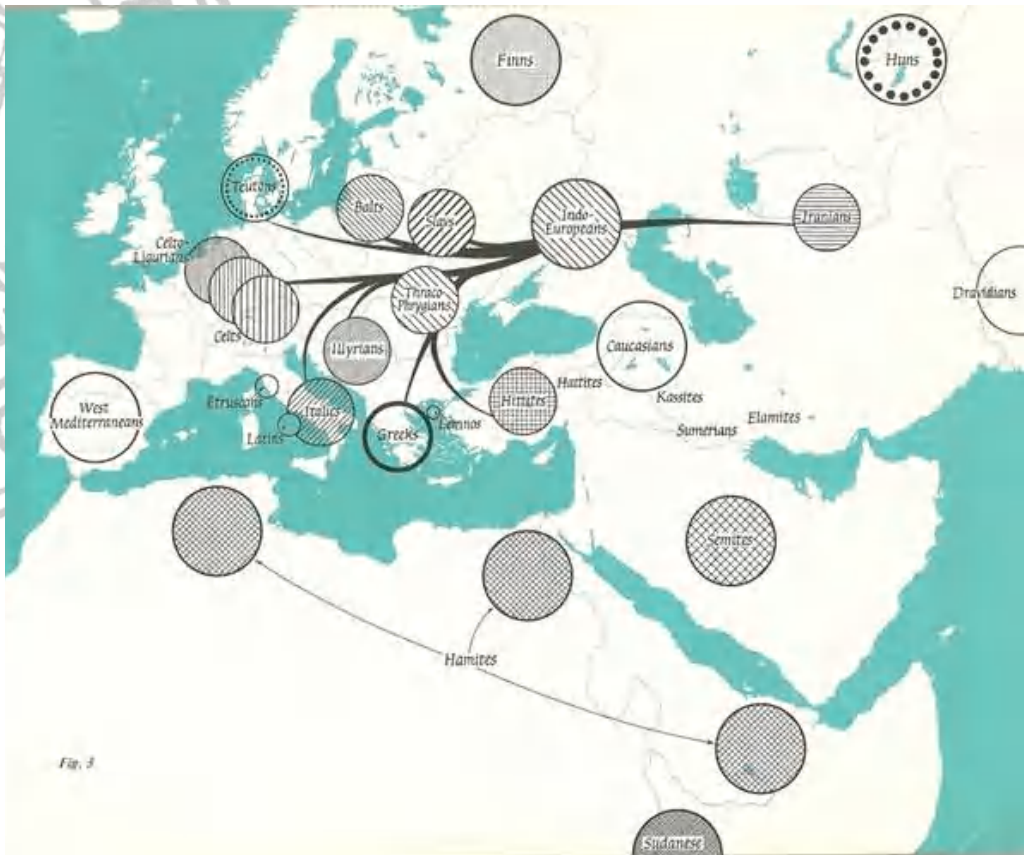 Finns
Huns
Teutons
Balts
Slavs
Indo-
Europeans
Iranians
Celto-
Ligurians
Thraco
Phrygians
Dravidians
Celts
Illyrians
Caucasians
Hattites
Kassites
Etruscans
Italics
Hittites
Elamites
West
Mediterraneans
Latins
Greeks
Lemnos
Sumerians
Semites
Hamites
Fig. 3
Sudanese